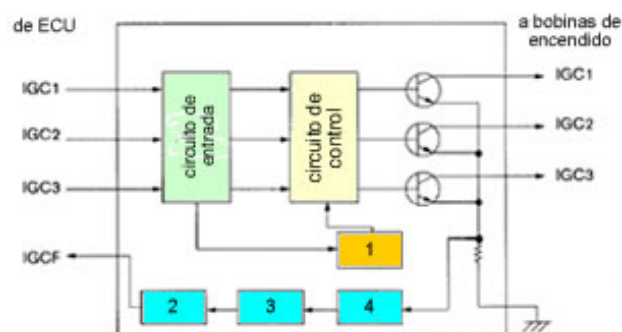 de ECU
a bobinas de
encendido
IGC1
IGC2
IGC3
IGCF
circuito de
entrada
circuito de
control
IGC1
IGC2
IGC3
1
2
3
4